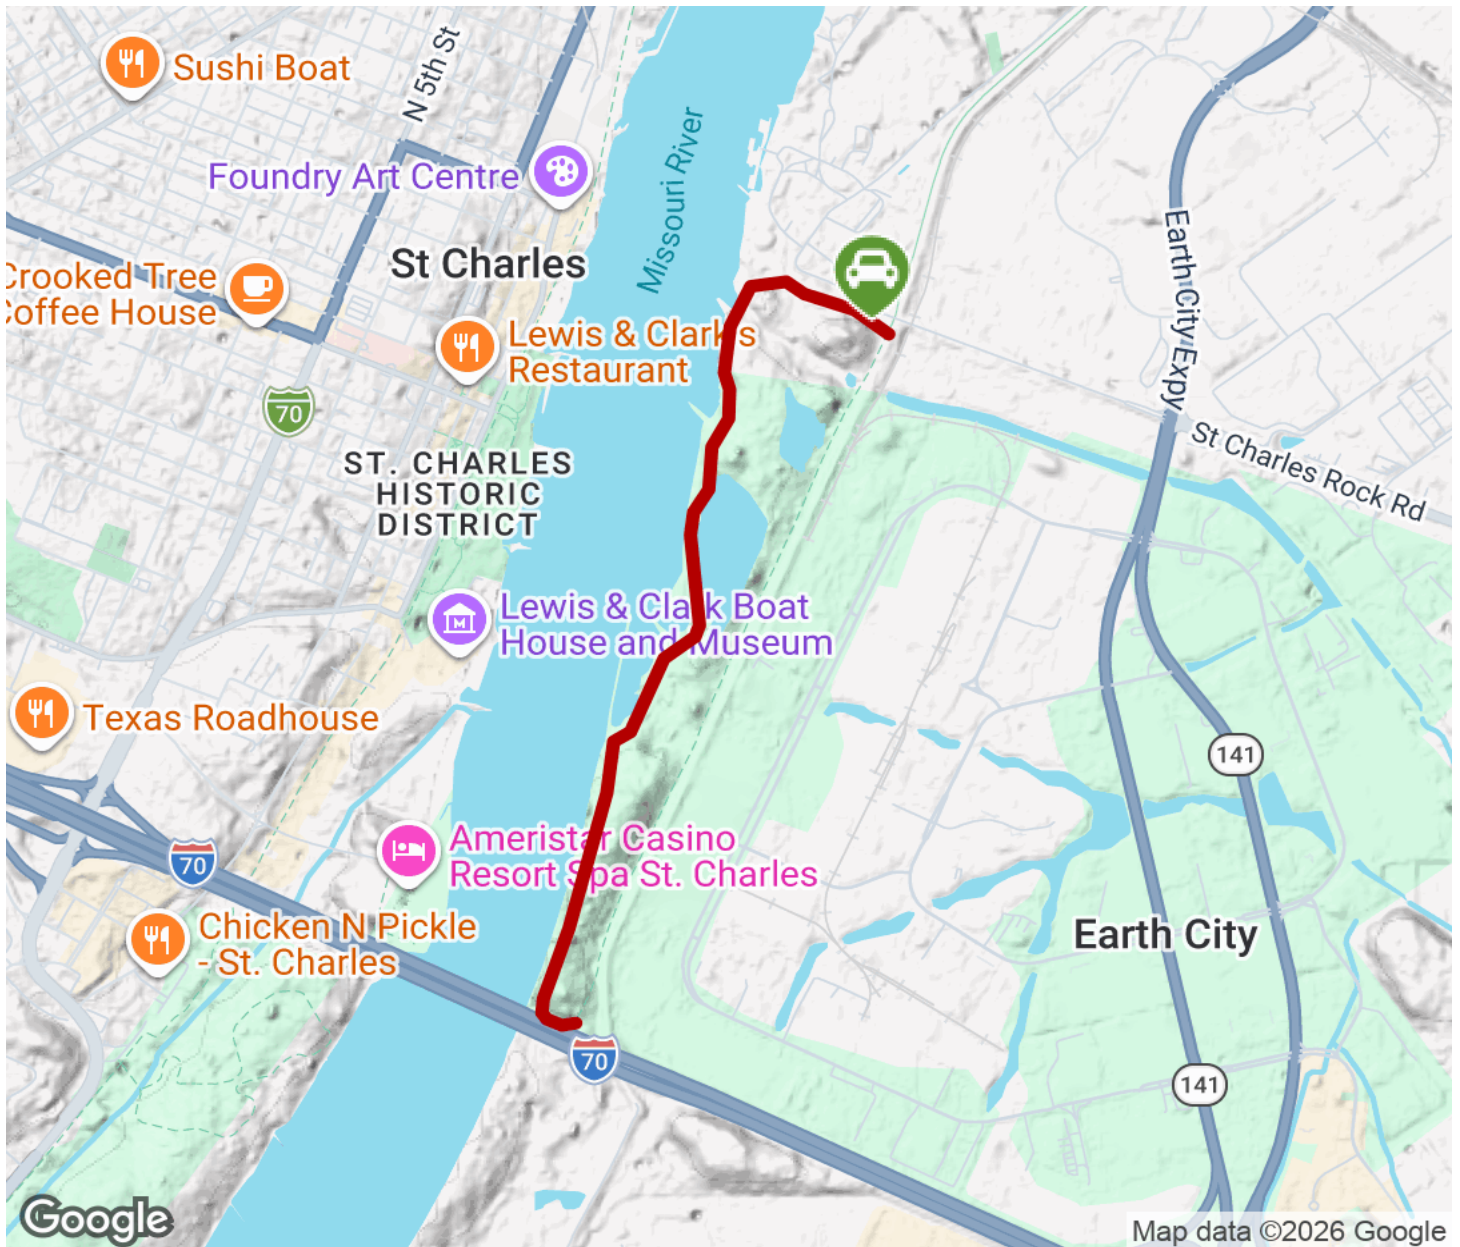 Sushi Boat
N 5th St
Foundry Art Centre
Missouri River
St Charles
Crooked Tree
Coffee House
Lewis & Clark's
Restaurant
Earth City Expy
70
St Charles Rock Rd
ST. CHARLES
HISTORIC
DISTRICT
Lewis & Clark Boat
House and Museum
M
Texas Roadhouse
141
70
Ameristar Casino
Resort Spa St. Charles
Chicken N Pickle
- St. Charles
Earth City
70
141
Google
Map data ©2026 Google